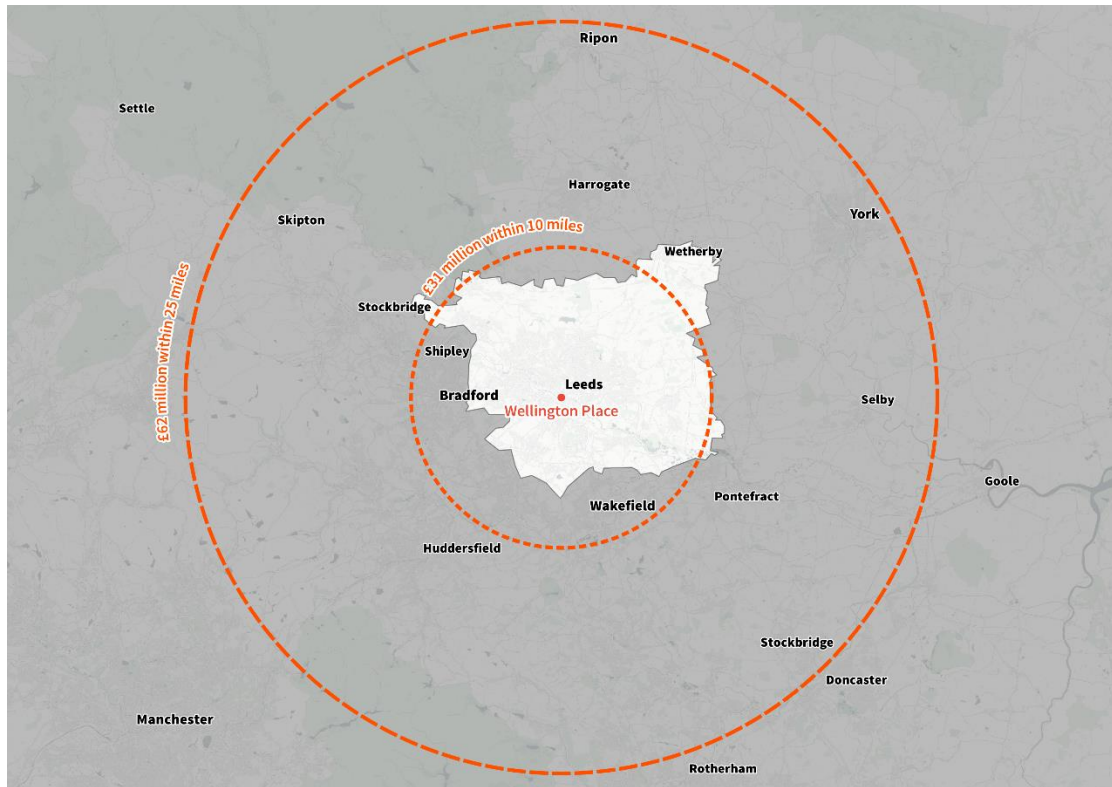 Ripon
Settle
Harrogate
Skipton
York
£31 million within 10 miles
Wetherby
£62 million within 25 miles
Stockbridge
Shipley
Leeds
Bradford
Selby
Wellington Place
Goole
Pontefract
Wakefield
Huddersfield
Stockbridge
Doncaster
Manchester
Rotherham